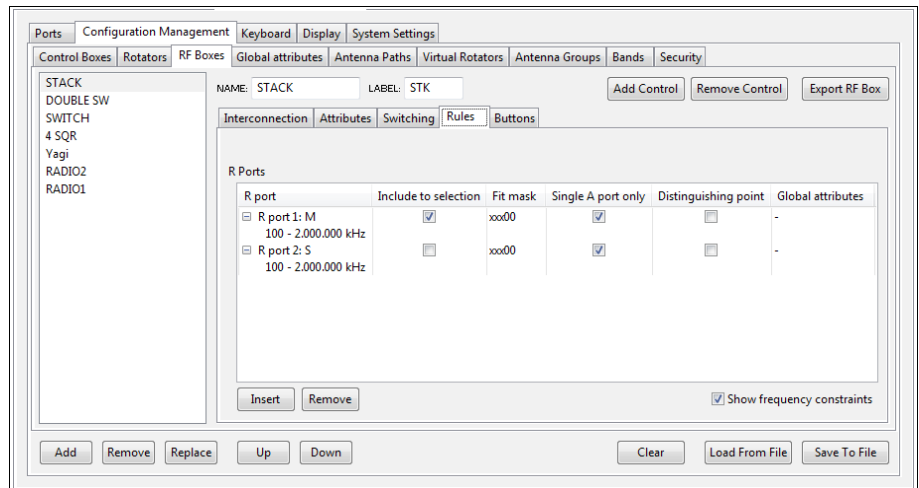 Ports Configuration Management Keyboard Display System Settings
Control Boxes Rotators RF Boxes Global attributes Antenna Paths Virtual Rotators Antenna Groups Bands Security
STACK
DOUBLE SW
SWITCH
4 SQR
Yagi
RADIO2
RADIO1
NAME: STACK LABEL: STK Add Control Remove Control Export RF Box
Interconnection Attributes Switching Rules Buttons
R Ports
R port Include to selection Fit mask Single A port only Distinguishing point Global attributes
R port 1: M xxx00 -
100 - 2.000.000 kHz
R port 2: S xxx00 -
100 - 2.000.000 kHz
Insert Remove Show frequency constraints
Add Remove Replace Up Down Clear Load From File Save To File